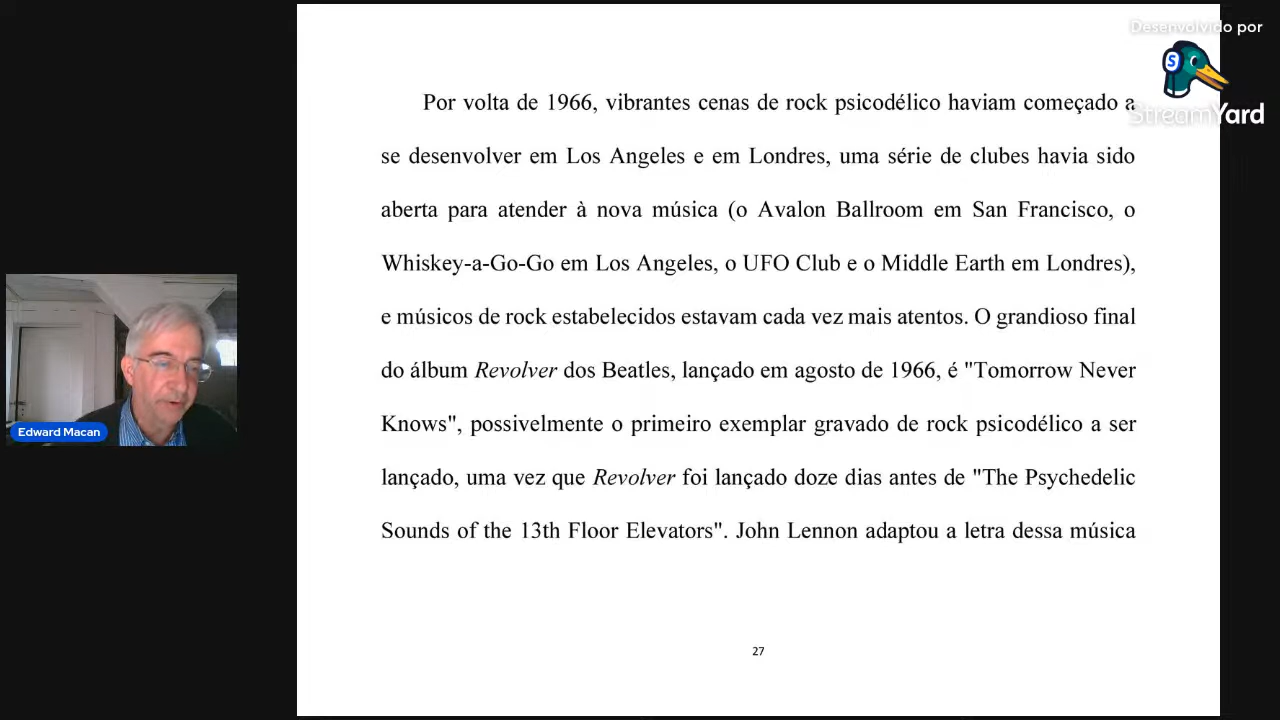 Desenvolvido por
StreamYard
Por volta de 1966, vibrantes cenas de rock psicodélico haviam começado a
se desenvolver em Los Angeles e em Londres, uma série de clubes havia sido
aberta para atender à nova música (o Avalon Ballroom em San Francisco, o
Whiskey-a-Go-Go em Los Angeles, o UFO Club e o Middle Earth em Londres),
e músicos de rock estabelecidos estavam cada vez mais atentos. O grandioso final
do álbum Revolver dos Beatles, lançado em agosto de 1966, é "Tomorrow Never
Knows", possivelmente o primeiro exemplar gravado de rock psicodélico a ser
lançado, uma vez que Revolver foi lançado doze dias antes de "The Psychedelic
Sounds of the 13th Floor Elevators". John Lennon adaptou a letra dessa música
27
Edward Macan
S